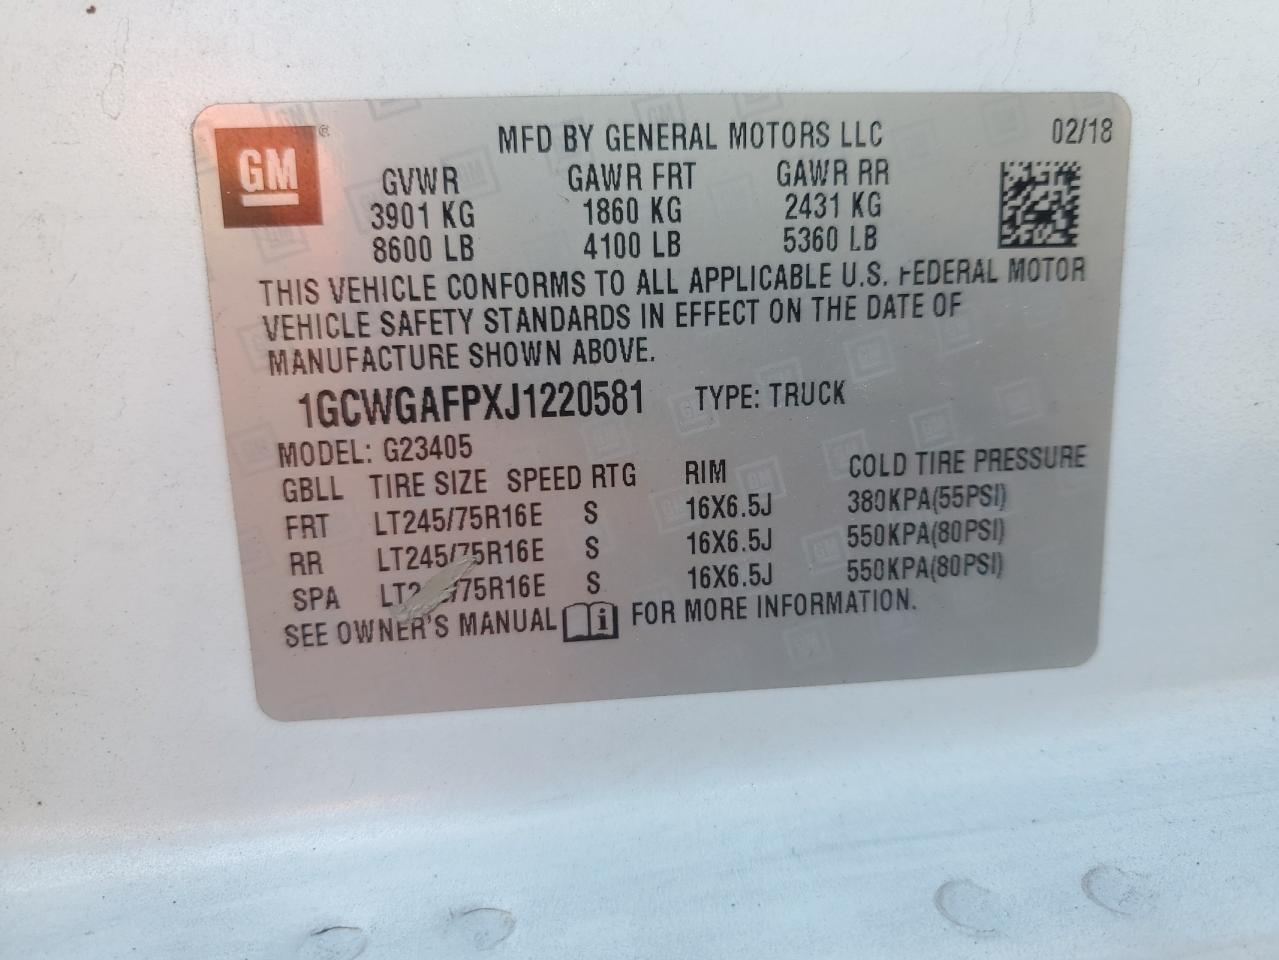 GM®
MFD BY GENERAL MOTORS LLC 02/18
GVWR GAWR FRT GAWR RR
3901 KG 1860 KG 2431 KG
8600 LB 4100 LB 5360 LB
THIS VEHICLE CONFORMS TO ALL APPLICABLE U.S. FEDERAL MOTOR
VEHICLE SAFETY STANDARDS IN EFFECT ON THE DATE OF
MANUFACTURE SHOWN ABOVE.
1GCWGAFPXJ1220581 TYPE: TRUCK
MODEL: G23405
GBLL TIRE SIZE SPEED RTG RIM COLD TIRE PRESSURE
FRT LT245/75R16E S 16X6.5J 380KPA(55PSI)
RR LT245/75R16E S 16X6.5J 550KPA(80PSI)
SPA S 16X6.5J 550KPA(80PSI)
SEE OWNER'S MANUAL FOR MORE INFORMATION.